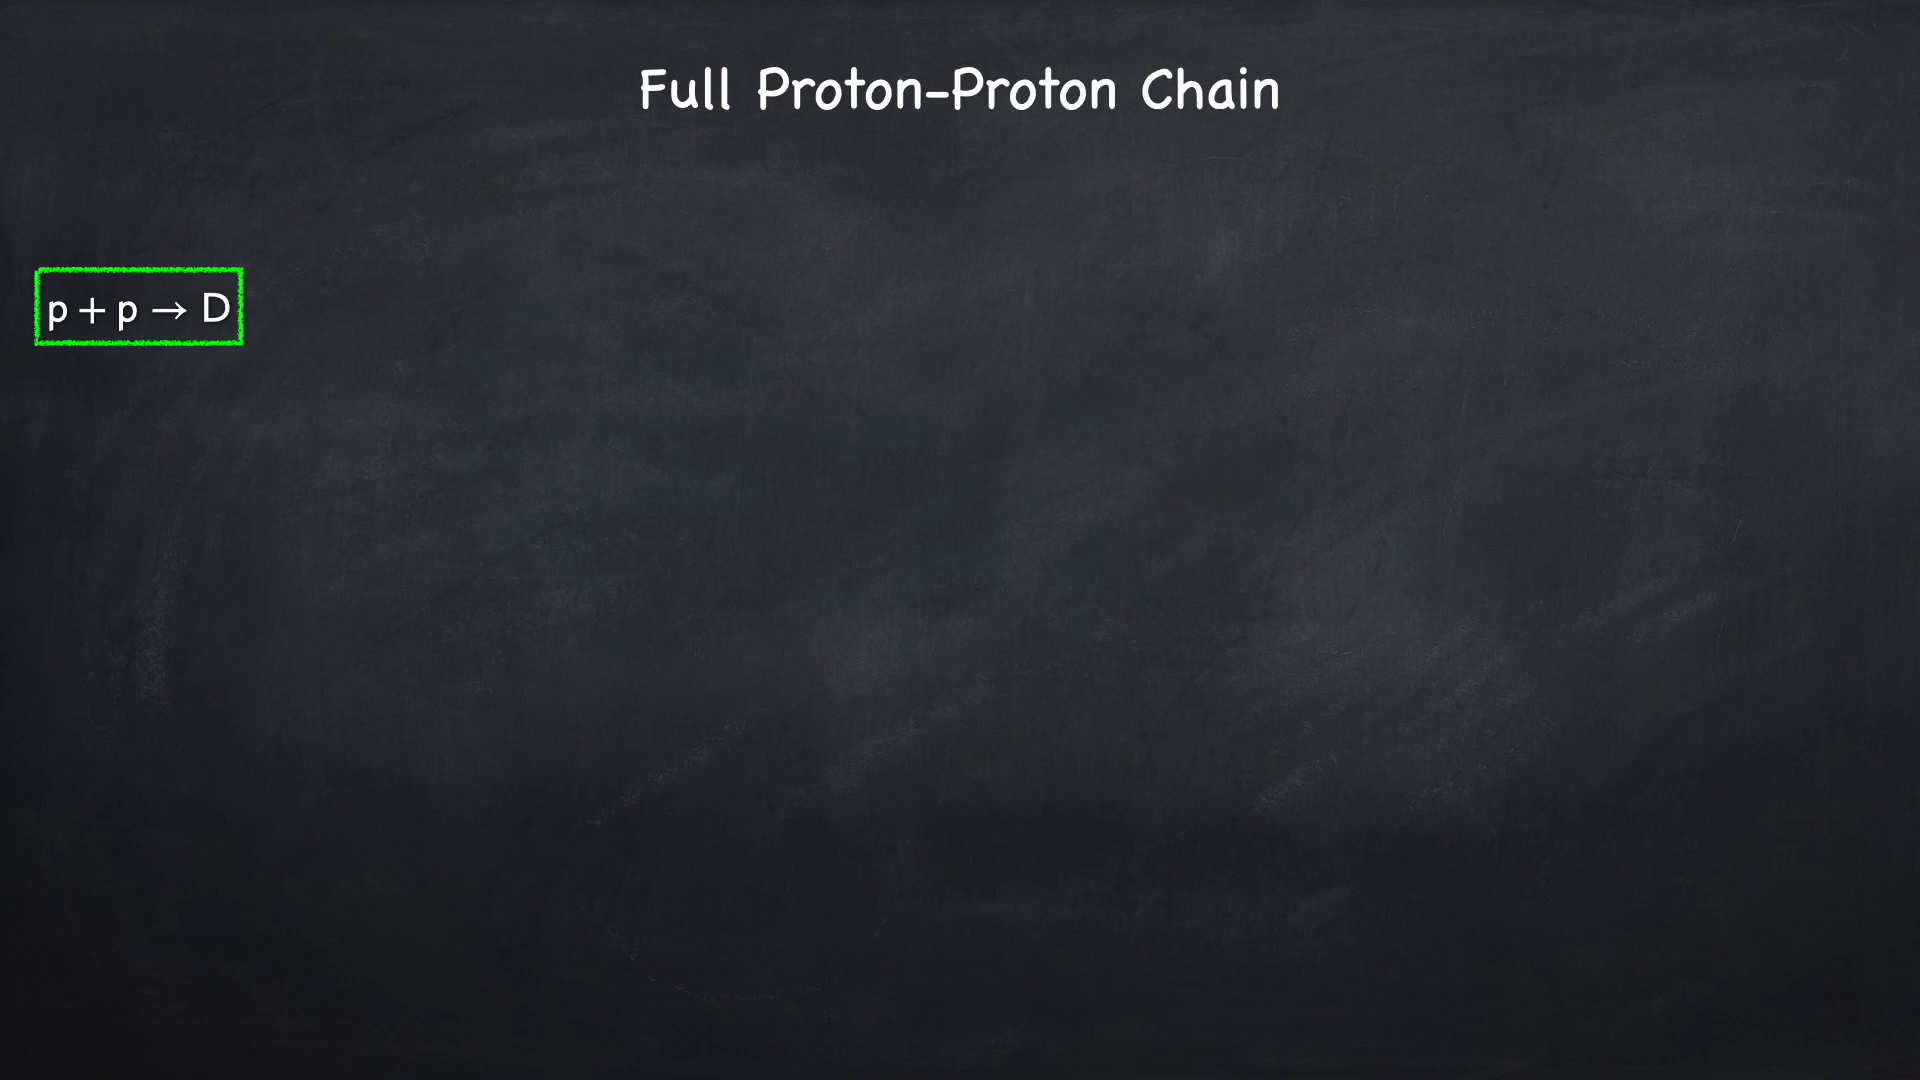 Full Proton-Proton Chain
p + p → D